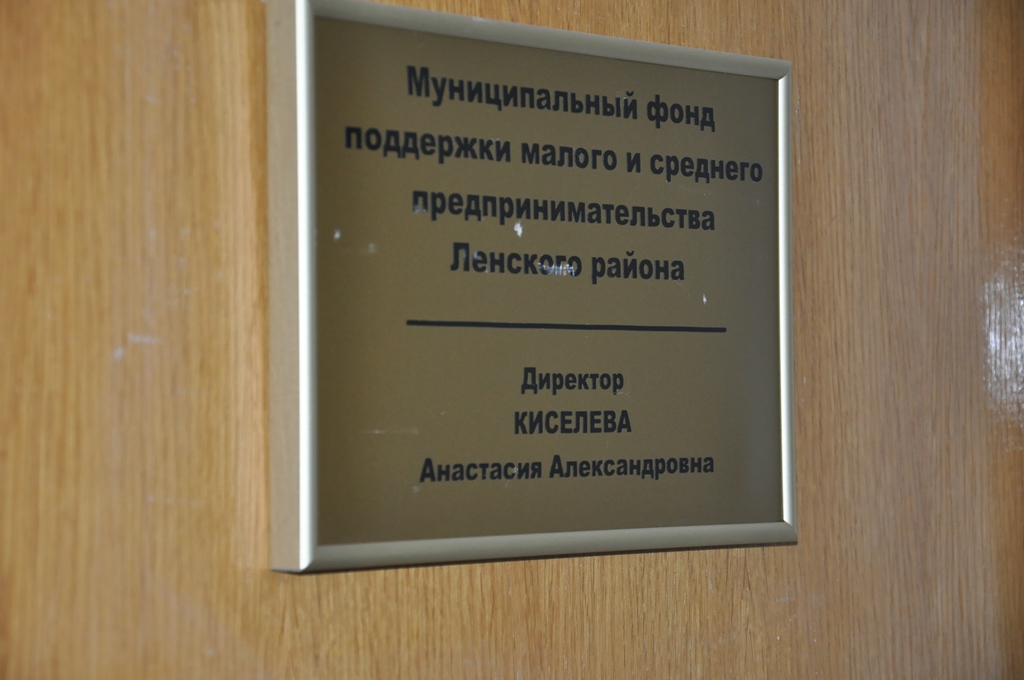 Муниципальный фонд
поддержки малого и среднего
предпринимательства
Ленского района
Директор
КИСЕЛЕВА
Анастасия Александровна